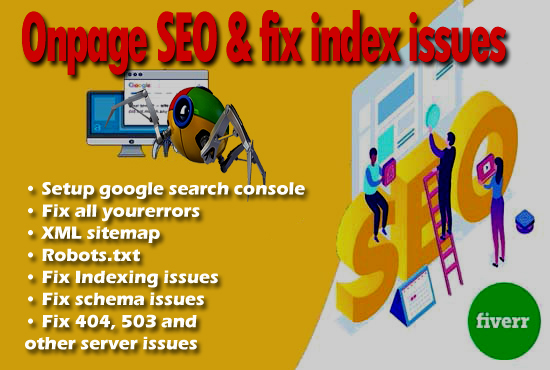 Onpage SEO & fix index issues
Google
• Setup google search console
• Fix all yourerrors
• XML sitemap
• Robots.txt
• Fix Indexing issues
• Fix schema issues
• Fix 404, 503 and
other server issues
SEO
fiverr